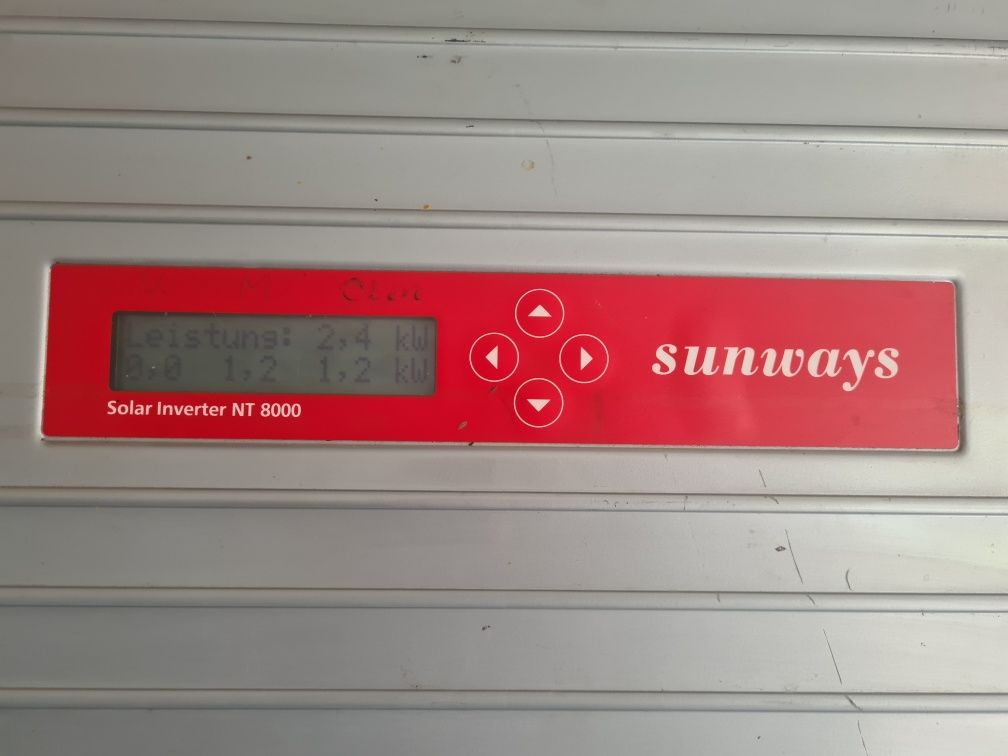 Leistung: 2,4 kW
0,0 1,2 1,2 kW
Solar Inverter NT 8000
sunways